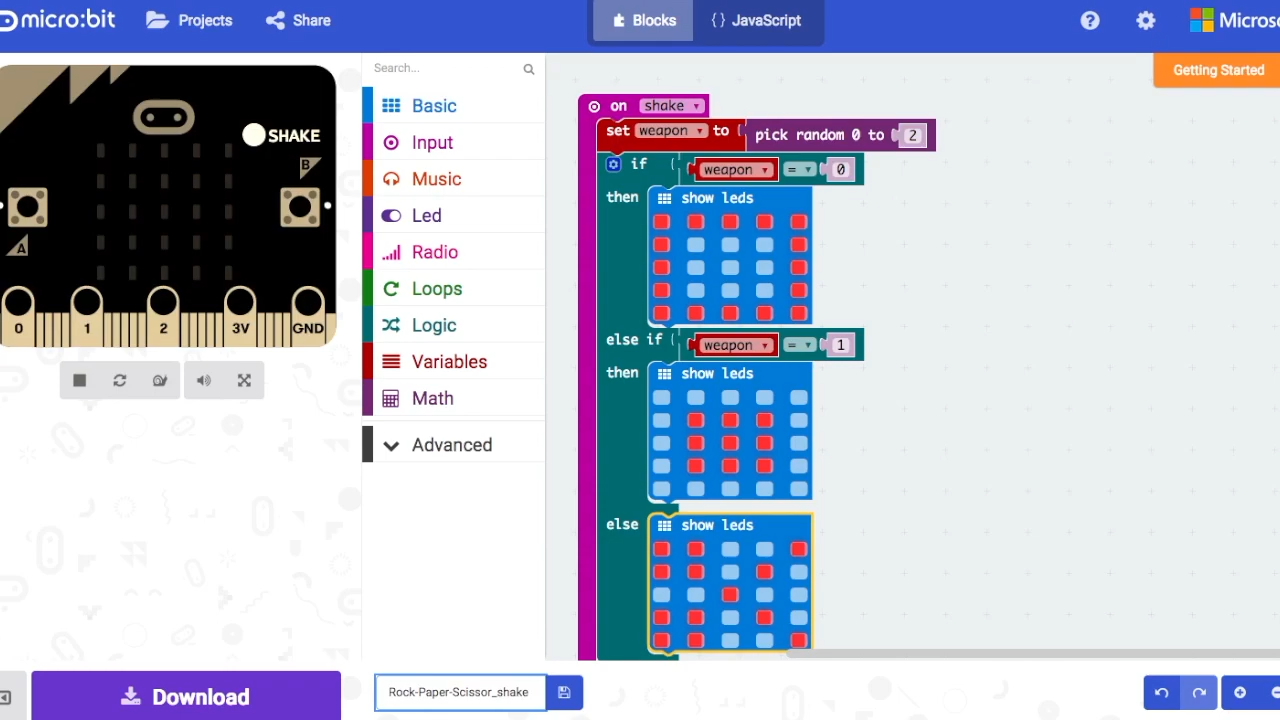 micro:bit Projects Share Blocks { } JavaScript ? Micros
Search...
Getting Started
SHAKE
B
A
0 1 2 3V GND
Basic
Input
Music
Led
Radio
Loops
Logic
Variables
Math
Advanced
on shake
set weapon to pick random 0 to 2
if weapon = 0
then show leds
else if weapon = 1
then show leds
else show leds
Download
Rock-Paper-Scissor_shake